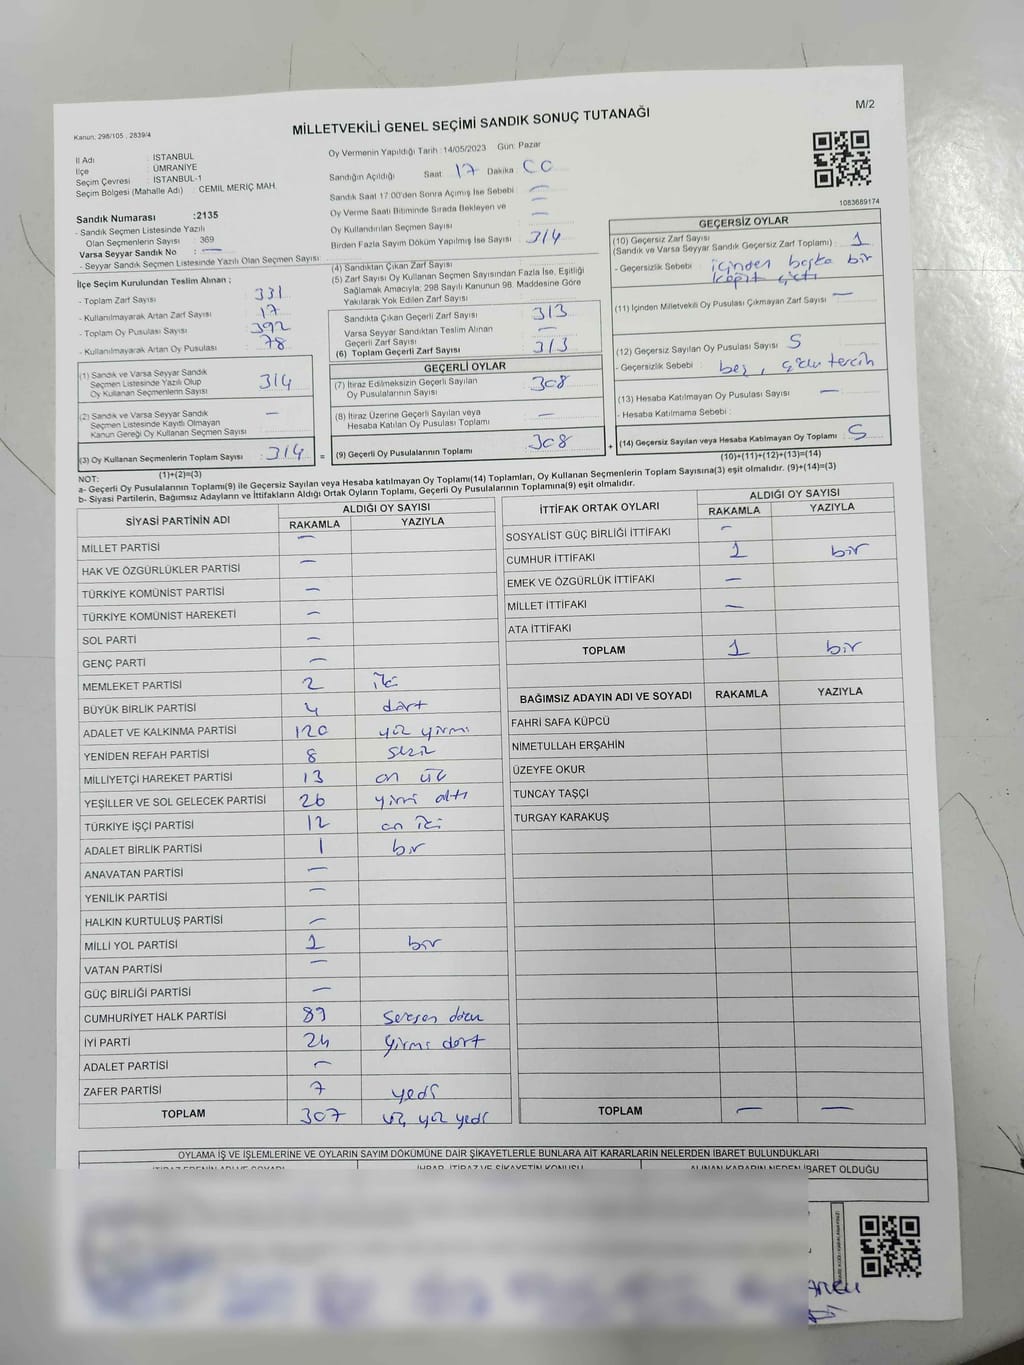 M/2
Kanun: 298/105 , 2839/4
MİLLETVEKİLİ GENEL SEÇİMİ SANDIK SONUÇ TUTANAĞI
İl Adı : İSTANBUL
İlçe : ÜMRANİYE
Seçim Çevresi : İSTANBUL-1
Seçim Bölgesi (Mahalle Adı) : CEMİL MERİÇ MAH.
Sandık Numarası :2135
- Sandık Seçmen Listesinde Yazılı
Olan Seçmenlerin Sayısı : 369
Varsa Seyyar Sandık No : —
- Seyyar Sandık Seçmen Listesinde Yazılı Olan Seçmen Sayısı :
Oy Vermenin Yapıldığı Tarih :14/05/2023 Gün: Pazar
Sandığın Açıldığı Saat: 17 Dakika: 00
Sandık Saat 17:00'den Sonra Açılmış İse Sebebi : —
Oy Verme Saati Bitiminde Sırada Bekleyen ve —
Oy Kullandırılan Seçmen Sayısı : —
Birden Fazla Sayım Döküm Yapılmış İse Sayısı : 314
1083689174
İlçe Seçim Kurulundan Teslim Alınan ;
- Toplam Zarf Sayısı : 331
- Kullanılmayarak Artan Zarf Sayısı : 17
- Toplam Oy Pusulası Sayısı : 392
- Kullanılmayarak Artan Oy Pusulası : 78
(1) Sandık ve Varsa Seyyar Sandık
Seçmen Listesinde Yazılı Olup
Oy Kullanan Seçmenlerin Sayısı : 314
(2) Sandık ve Varsa Seyyar Sandık
Seçmen Listesinde Kayıtlı Olmayan
Kanun Gereği Oy Kullanan Seçmen Sayısı : —
(3) Oy Kullanan Seçmenlerin Toplam Sayısı : 314 =
(1)+(2)=(3)
(4) Sandıktan Çıkan Zarf Sayısı :
(5) Zarf Sayısı Oy Kullanan Seçmen Sayısından Fazla İse, Eşitliği
Sağlamak Amacıyla; 298 Sayılı Kanunun 98. Maddesine Göre
Yakılarak Yok Edilen Zarf Sayısı :
Sandıkta Çıkan Geçerli Zarf Sayısı : 313
Varsa Seyyar Sandıktan Teslim Alınan
Geçerli Zarf Sayısı : —
(6) Toplam Geçerli Zarf Sayısı : 313
GEÇERLİ OYLAR
(7) İtiraz Edilmeksizin Geçerli Sayılan
Oy Pusulalarının Sayısı : 308
(8) İtiraz Üzerine Geçerli Sayılan veya
Hesaba Katılan Oy Pusulası Toplamı : —
(9) Geçerli Oy Pusulalarının Toplamı : 308 +
GEÇERSİZ OYLAR
(10) Geçersiz Zarf Sayısı
(Sandık ve Varsa Seyyar Sandık Geçersiz Zarf Toplamı) : 1
- Geçersizlik Sebebi : içinden başka bir
kağıt çıktı
(11) İçinden Milletvekili Oy Pusulası Çıkmayan Zarf Sayısı : —
(12) Geçersiz Sayılan Oy Pusulası Sayısı : 5
- Geçersizlik Sebebi : boş, çoklu tercih
(13) Hesaba Katılmayan Oy Pusulası Sayısı : —
- Hesaba Katılmama Sebebi :
(14) Geçersiz Sayılan veya Hesaba Katılmayan Oy Toplamı : 5
(10)+(11)+(12)+(13)=(14)
NOT:
a- Geçerli Oy Pusulalarının Toplamı(9) ile Geçersiz Sayılan veya Hesaba katılmayan Oy Toplamı(14) Toplamları, Oy Kullanan Seçmenlerin Toplam Sayısına(3) eşit olmalıdır. (9)+(14)=(3)
b- Siyasi Partilerin, Bağımsız Adayların ve İttifakların Aldığı Ortak Oyların Toplamı, Geçerli Oy Pusulalarının Toplamına(9) eşit olmalıdır.
SİYASİ PARTİNİN ADI ALDIĞI OY SAYISI
RAKAMLA YAZIYLA
MİLLET PARTİSİ —
HAK VE ÖZGÜRLÜKLER PARTİSİ —
TÜRKİYE KOMÜNİST PARTİSİ —
TÜRKİYE KOMÜNİST HAREKETİ —
SOL PARTİ —
GENÇ PARTİ —
MEMLEKET PARTİSİ 2 iki
BÜYÜK BİRLİK PARTİSİ 4 dört
ADALET VE KALKINMA PARTİSİ 120 yüz yirmi
YENİDEN REFAH PARTİSİ 8 sekiz
MİLLİYETÇİ HAREKET PARTİSİ 13 on üç
YEŞİLLER VE SOL GELECEK PARTİSİ 26 yirmi altı
TÜRKİYE İŞÇİ PARTİSİ 12 on iki
ADALET BİRLİK PARTİSİ 1 bir
ANAVATAN PARTİSİ —
YENİLİK PARTİSİ —
HALKIN KURTULUŞ PARTİSİ —
MİLLİ YOL PARTİSİ 1 bir
VATAN PARTİSİ —
GÜÇ BİRLİĞİ PARTİSİ —
CUMHURİYET HALK PARTİSİ 89 seksen dokuz
İYİ PARTİ 24 yirmi dört
ADALET PARTİSİ —
ZAFER PARTİSİ 7 yedi
TOPLAM 307 üç yüz yedi
İTTİFAK ORTAK OYLARI ALDIĞI OY SAYISI
RAKAMLA YAZIYLA
SOSYALİST GÜÇ BİRLİĞİ İTTİFAKI —
CUMHUR İTTİFAKI 1 bir
EMEK VE ÖZGÜRLÜK İTTİFAKI —
MİLLET İTTİFAKI —
ATA İTTİFAKI
TOPLAM 1 bir
BAĞIMSIZ ADAYIN ADI VE SOYADI RAKAMLA YAZIYLA
FAHRİ SAFA KÜPCÜ
NİMETULLAH ERŞAHİN
ÜZEYFE OKUR
TUNCAY TAŞÇI
TURGAY KARAKUŞ
TOPLAM — —
OYLAMA İŞ VE İŞLEMLERİNE VE OYLARIN SAYIM DÖKÜMÜNE DAİR ŞİKAYETLERLE BUNLARA AİT KARARLARIN NELERDEN İBARET BULUNDUKLARI
İTİRAZ EDENİN ADI VE SOYADI İHBAR, İTİRAZ VE ŞİKAYETİN KONUSU ALINAN KARARIN NEDEN İBARET OLDUĞU